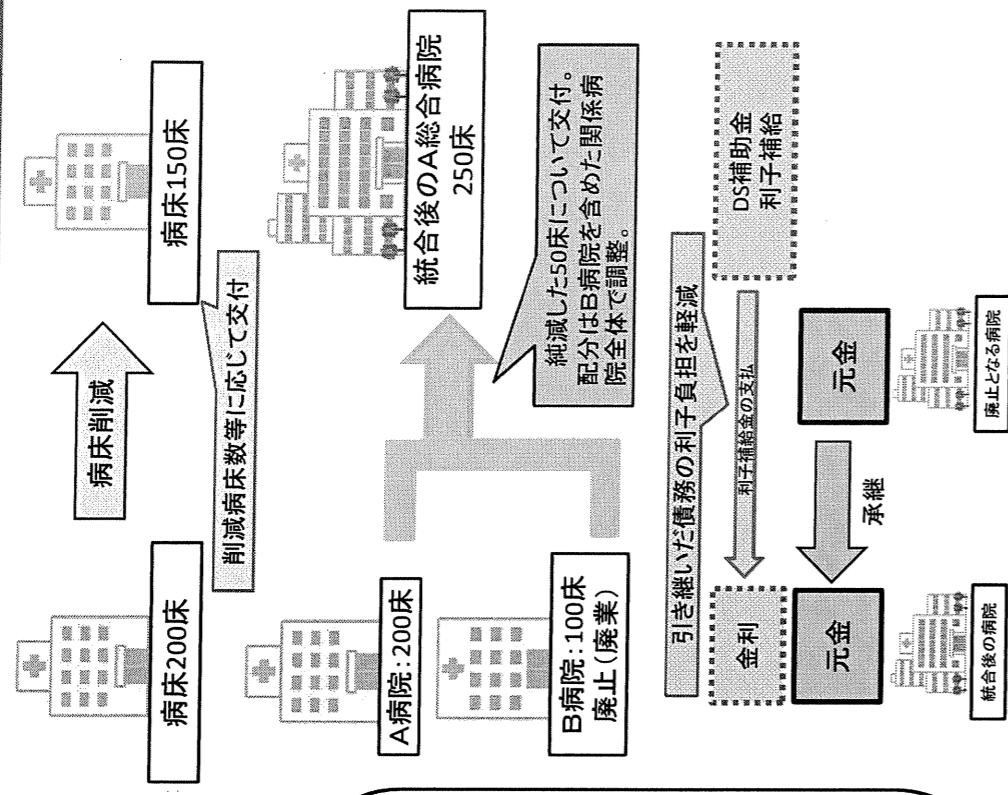 病床200床
病床削減
病床150床
削減病床数等に応じて交付
A病院:200床
B病院:100床
廃止(廃業)
統合後のA総合病院
250床
純減した50床について交付。
配分はB病院を含めた関係病
院全体で調整。
引き継いだ債務の利子負担を軽減
金利
利子補給金の支払
DS補助金
利子補給
元金
承継
元金
統合後の病院
廃止となる病院